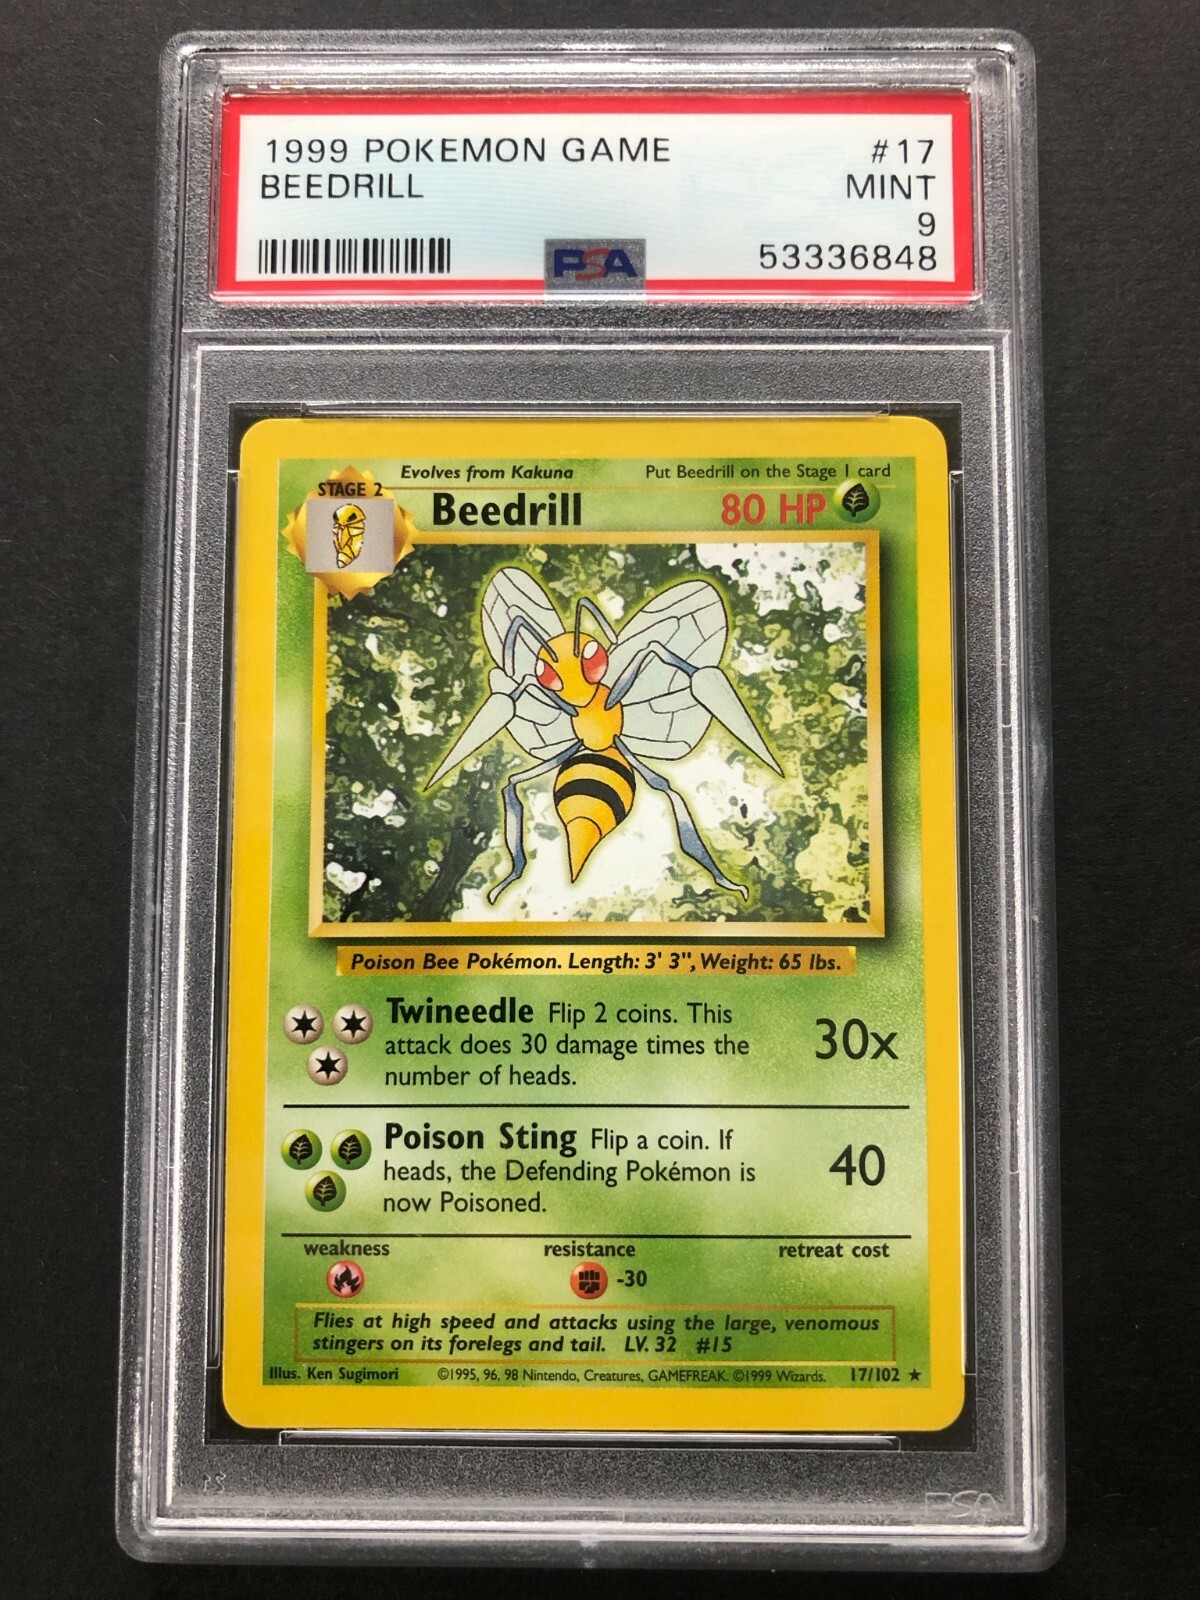 1999 POKEMON GAME #17
BEEDRILL MINT
9
PSA 53336848
Evolves from Kakuna Put Beedrill on the Stage 1 card
STAGE 2
Beedrill 80 HP
Poison Bee Pokémon. Length: 3' 3", Weight: 65 lbs.
Twineedle Flip 2 coins. This
attack does 30 damage times the
number of heads.
30x
Poison Sting Flip a coin. If
heads, the Defending Pokémon is
now Poisoned.
40
weakness resistance retreat cost
-30
Flies at high speed and attacks using the large, venomous
stingers on its forelegs and tail. LV. 32 #15
Illus. Ken Sugimori ©1995, 96, 98 Nintendo, Creatures, GAMEFREAK. ©1999 Wizards. 17/102 ★
PSA